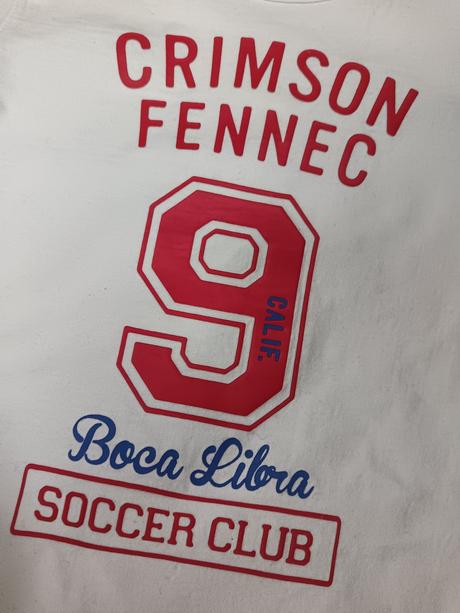 CRIMSON
FENNEC
9
CALIF.
Boca Libra
SOCCER CLUB